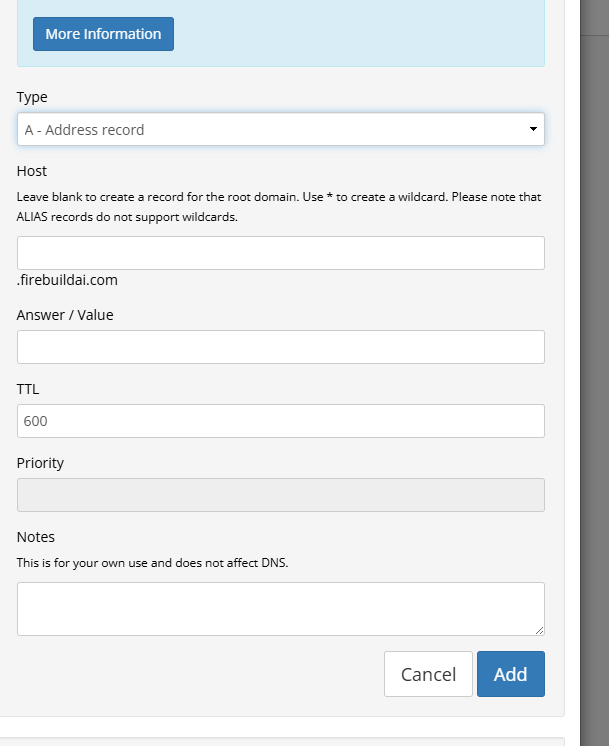 More Information
Type
A - Address record
Host
Leave blank to create a record for the root domain. Use * to create a wildcard. Please note that
ALIAS records do not support wildcards.
.firebuildai.com
Answer / Value
TTL
600
Priority
Notes
This is for your own use and does not affect DNS.
Cancel
Add